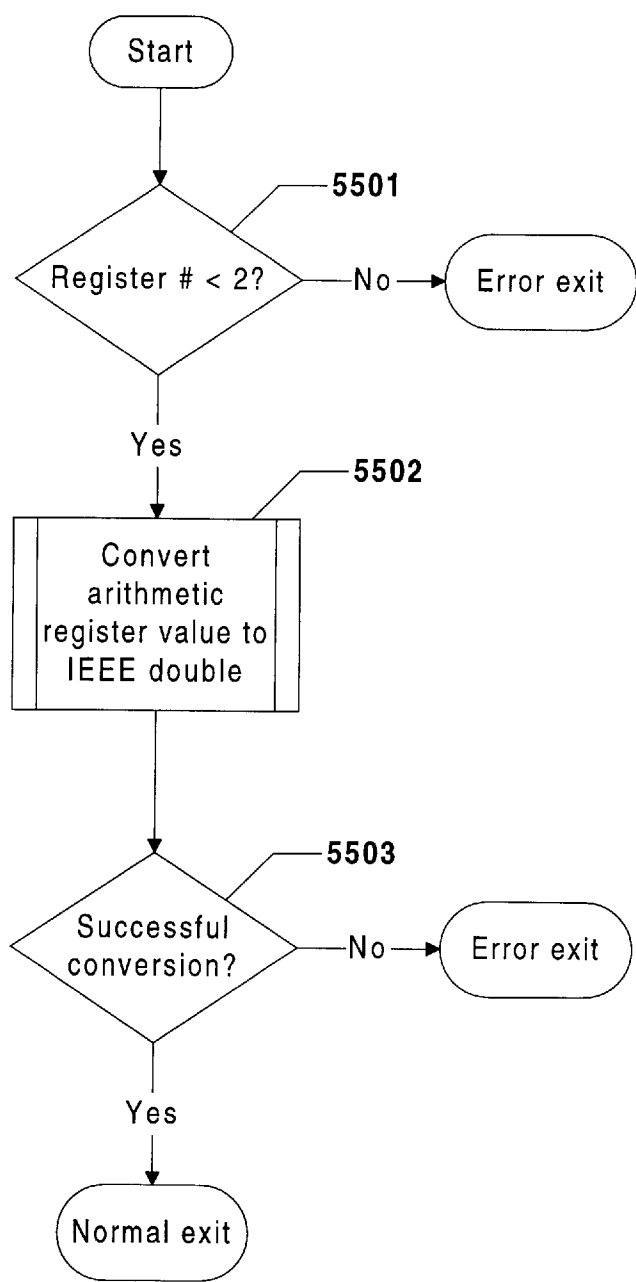 Start
5501
Register # < 2?
No
Error exit
Yes
5502
Convert
arithmetic
register value to
IEEE double
5503
Successful
conversion?
No
Error exit
Yes
Normal exit